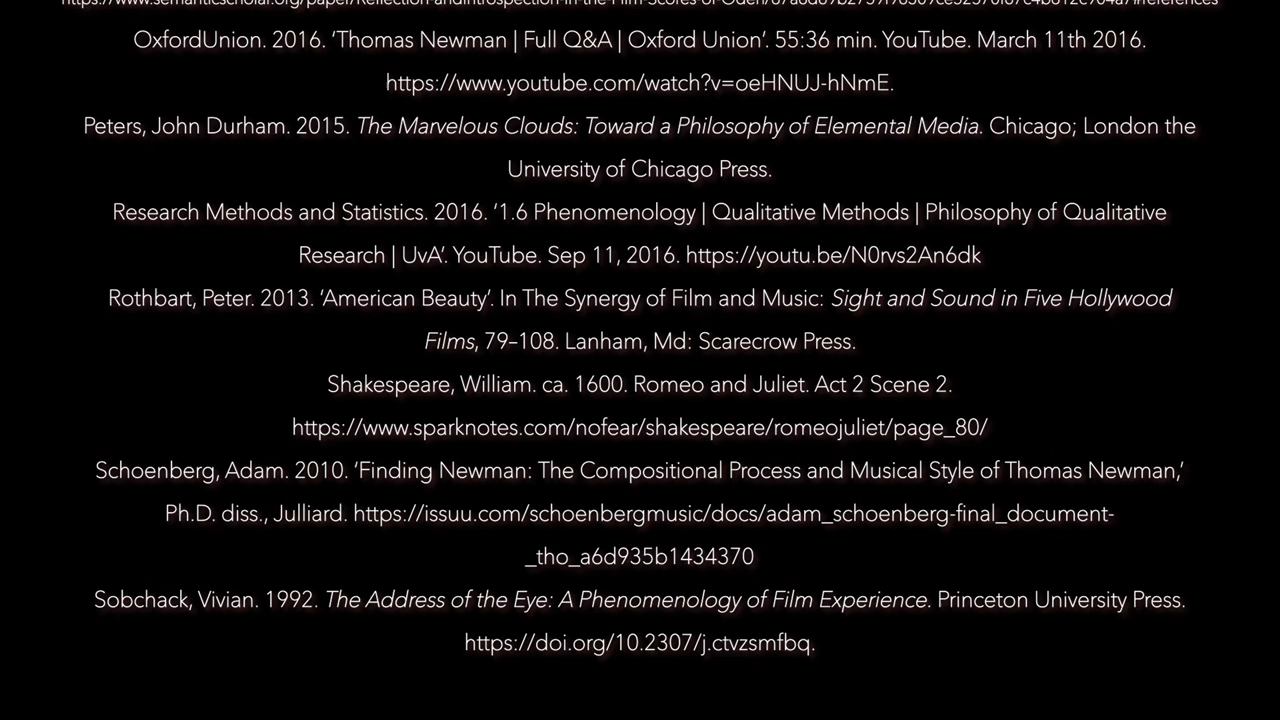 OxfordUnion. 2016. ‘Thomas Newman | Full Q&A | Oxford Union’. 55:36 min. YouTube. March 11th 2016.
https://www.youtube.com/watch?v=oeHNUJ-hNmE.
Peters, John Durham. 2015. The Marvelous Clouds: Toward a Philosophy of Elemental Media. Chicago; London the
University of Chicago Press.
Research Methods and Statistics. 2016. ‘1.6 Phenomenology | Qualitative Methods | Philosophy of Qualitative
Research | UvA’. YouTube. Sep 11, 2016. https://youtu.be/N0rvs2An6dk
Rothbart, Peter. 2013. ‘American Beauty’. In The Synergy of Film and Music: Sight and Sound in Five Hollywood
Films, 79–108. Lanham, Md: Scarecrow Press.
Shakespeare, William. ca. 1600. Romeo and Juliet. Act 2 Scene 2.
https://www.sparknotes.com/nofear/shakespeare/romeojuliet/page_80/
Schoenberg, Adam. 2010. ‘Finding Newman: The Compositional Process and Musical Style of Thomas Newman,’
Ph.D. diss., Julliard. https://issuu.com/schoenbergmusic/docs/adam_schoenberg-final_document-
_tho_a6d935b1434370
Sobchack, Vivian. 1992. The Address of the Eye: A Phenomenology of Film Experience. Princeton University Press.
https://doi.org/10.2307/j.ctvzsmfbq.